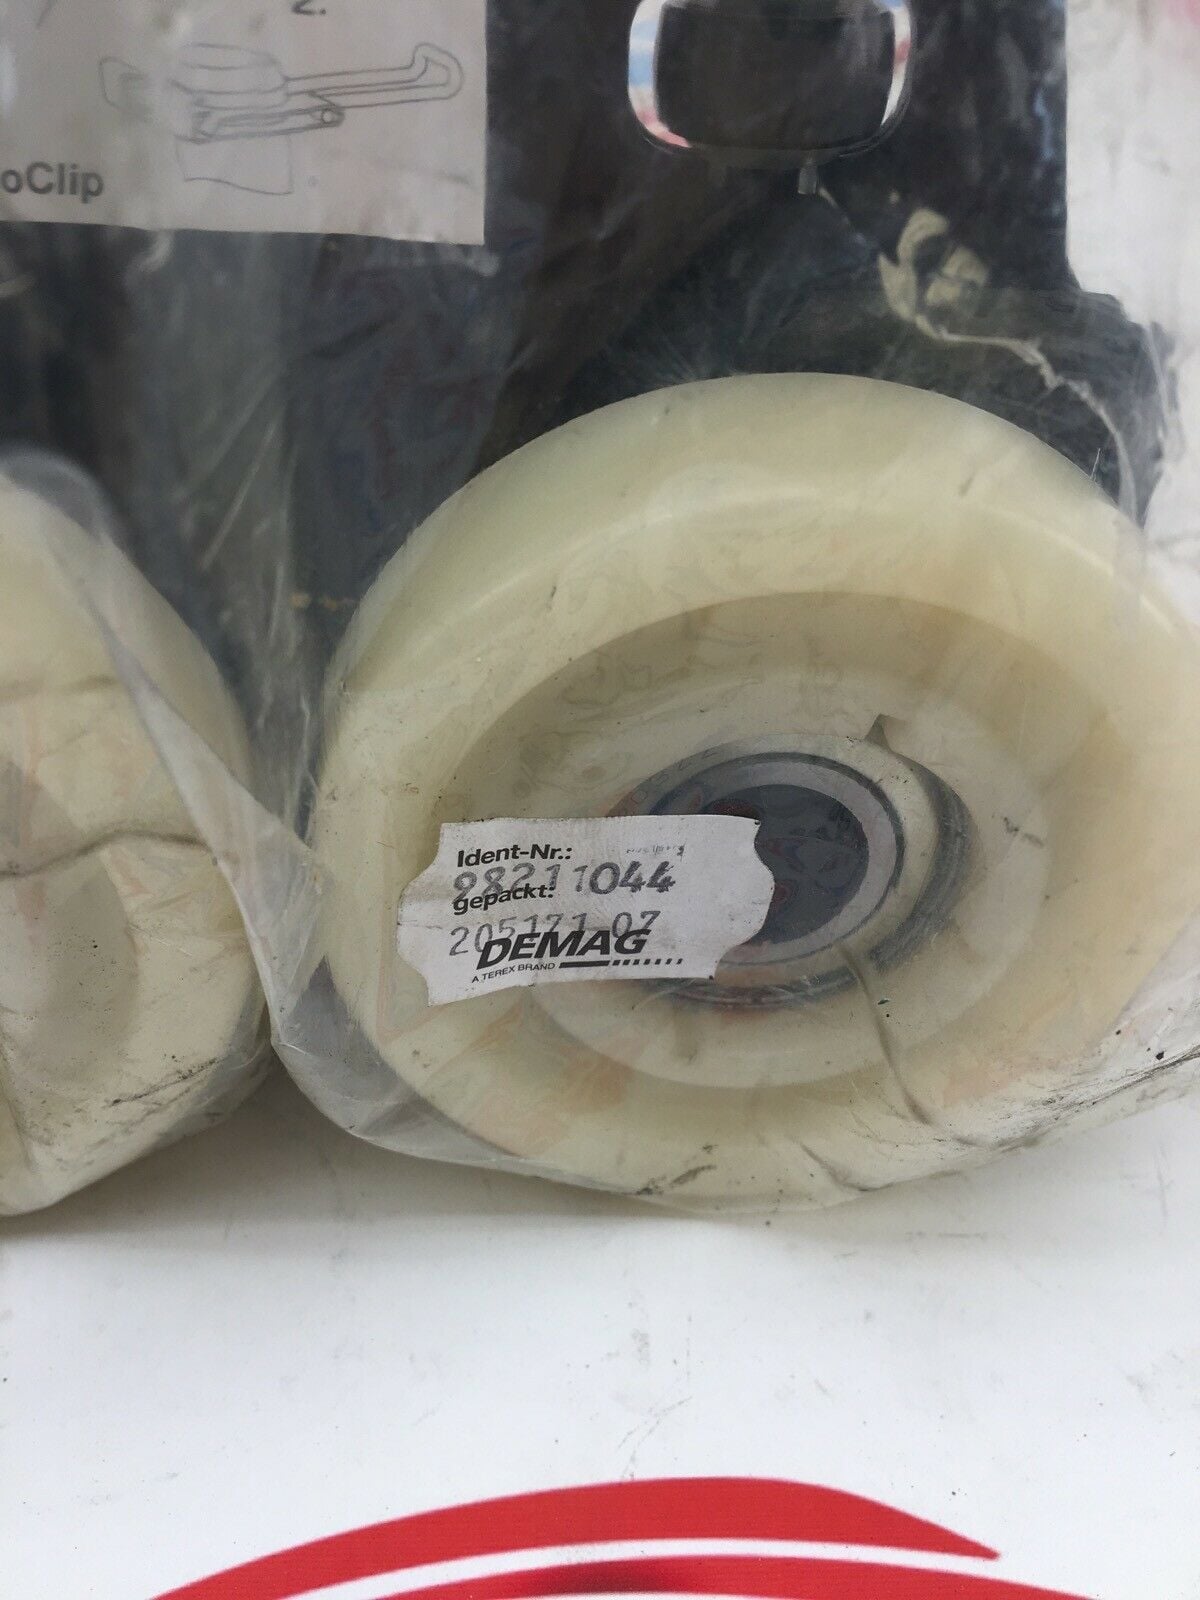 2.
oClip
Ident-Nr.:
98211044
gepackt:
205171 07
DEMAG
A TEREX BRAND